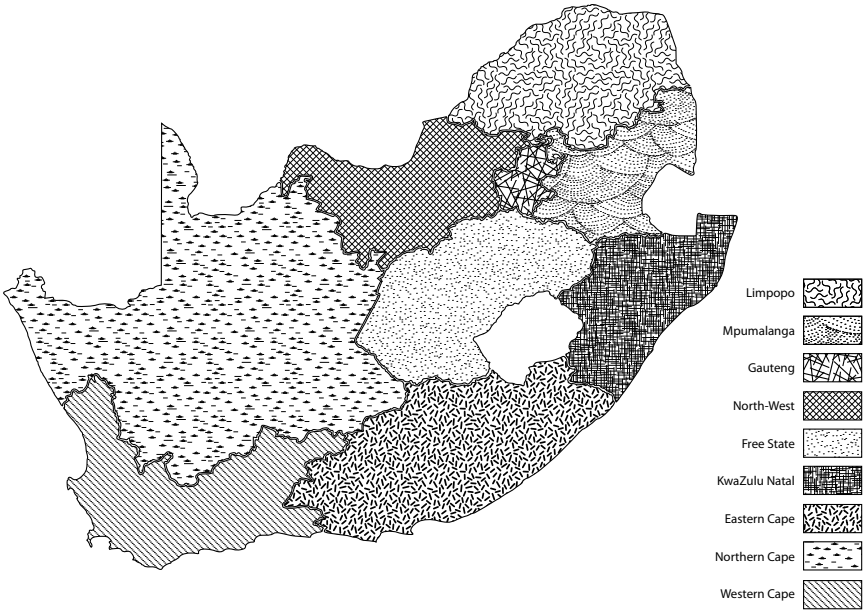 Limpopo
Mpumalanga
Gauteng
North-West
Free State
KwaZulu Natal
Eastern Cape
Northern Cape
Western Cape